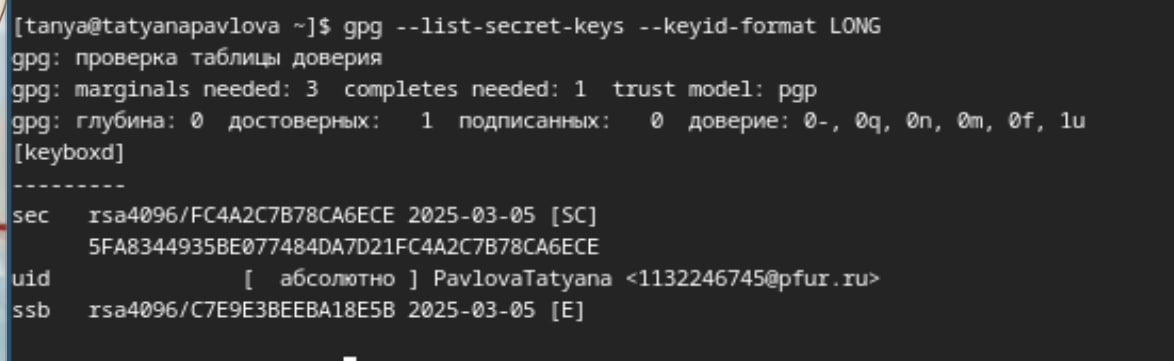 [tanya@tatyanapavlova ~]$ gpg --list-secret-keys --keyid-format LONG
gpg: проверка таблицы доверия
gpg: marginals needed: 3  completes needed: 1  trust model: pgp
gpg: глубина: 0  достоверных:   1  подписанных:   0  доверие: 0-, 0q, 0n, 0m, 0f, 1u
[keyboxd]
---------
sec   rsa4096/FC4A2C7B78CA6ECE 2025-03-05 [SC]
      5FA8344935BE077484DA7D21FC4A2C7B78CA6ECE
uid               [  абсолютно ] PavlovaTatyana <1132246745@pfur.ru>
ssb   rsa4096/C7E9E3BEEBA18E5B 2025-03-05 [E]